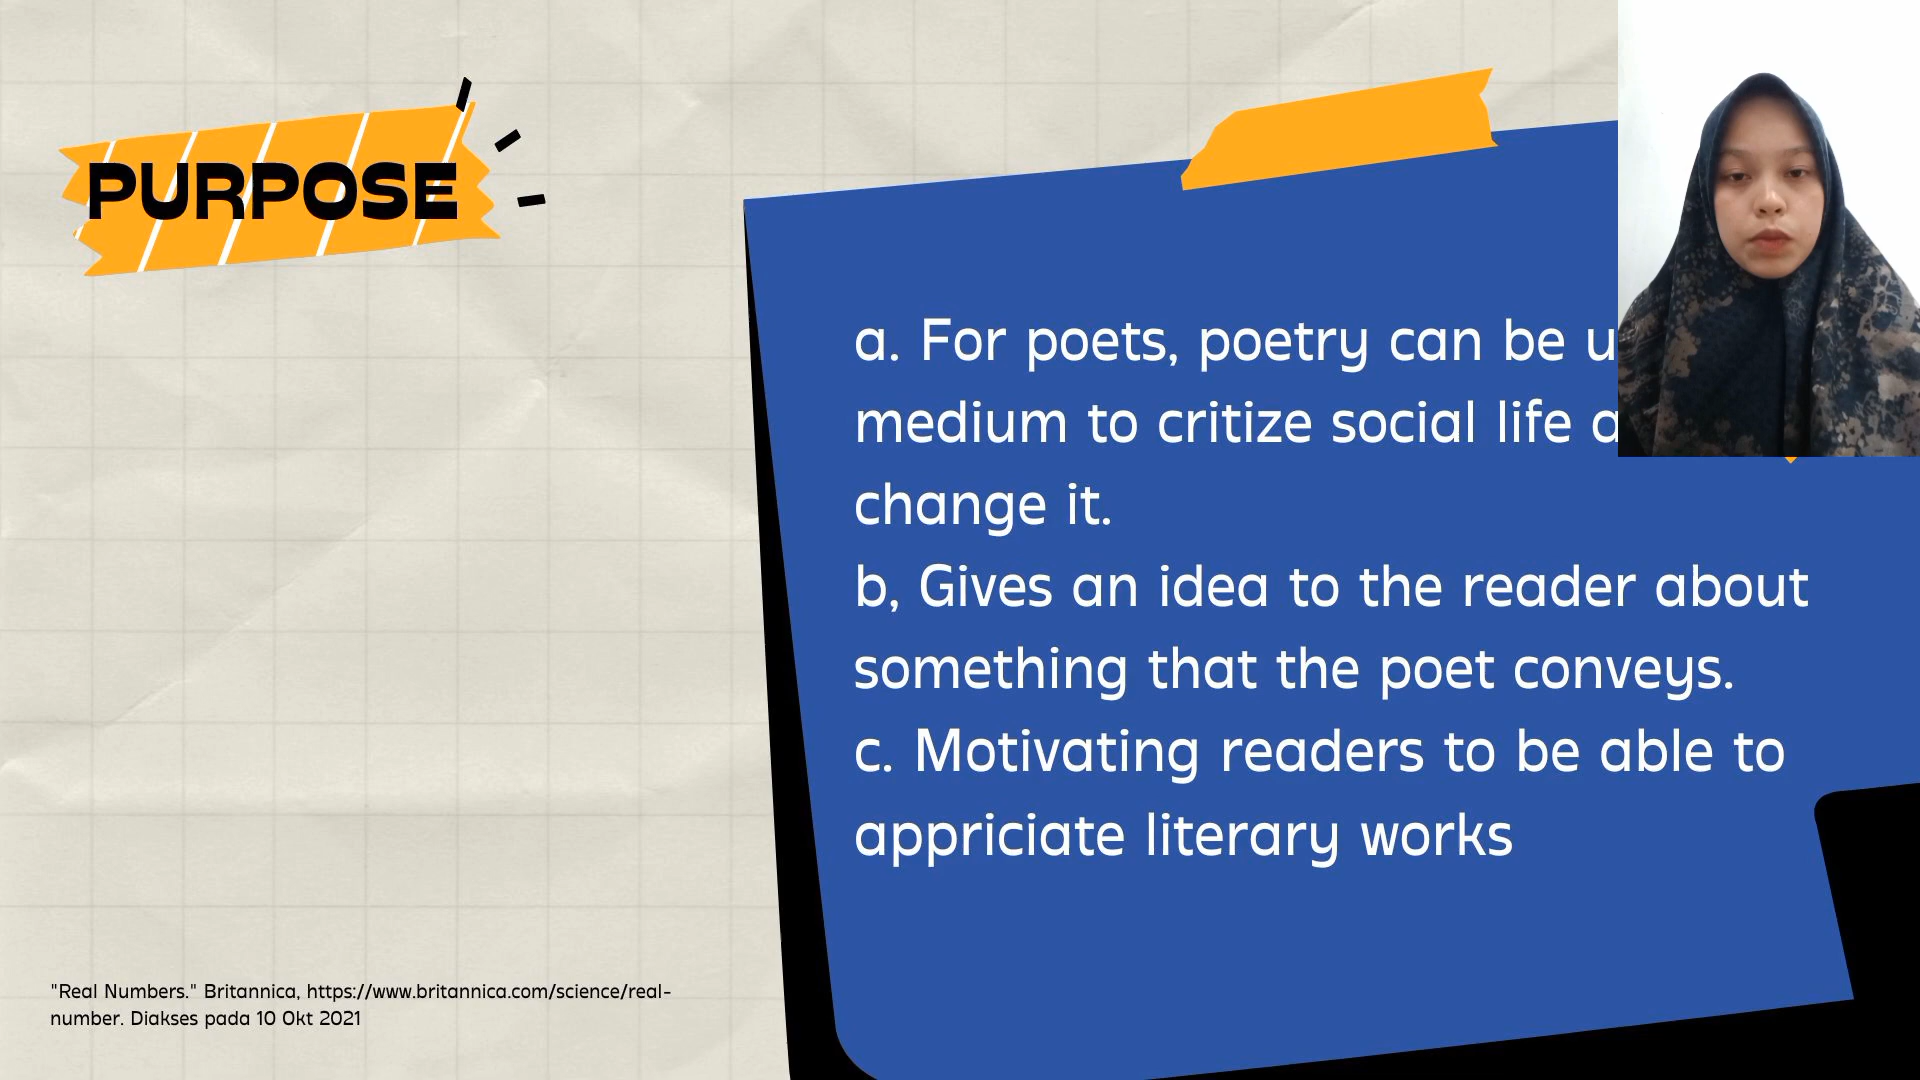 PURPOSE
a. For poets, poetry can be
medium to critize social life
change it.
b, Gives an idea to the reader about
something that the poet conveys.
c. Motivating readers to be able to
appriciate literary works
"Real Numbers." Britannica, https://www.britannica.com/science/real-
number. Diakses pada 10 Okt 2021